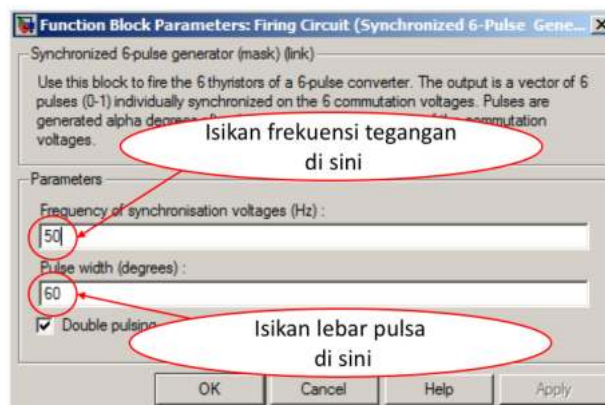 Function Block Parameters: Firing Circuit (Synchronized 6-Pulse Gene...
Synchronized 6-pulse generator (mask) (link)
Use this block to fire the 6 thyristors of a 6-pulse converter. The output is a vector of 6
pulses (0-1) individually synchronized on the 6 commutation voltages. Pulses are
generated alpha degrees commutation
voltages.
Isikan frekuensi tegangan
di sini
Parameters
Frequency of synchronisation voltages (Hz) :
50
Pulse width (degrees) :
60
Double pulsing
Isikan lebar pulsa
di sini
OK Cancel Help Apply